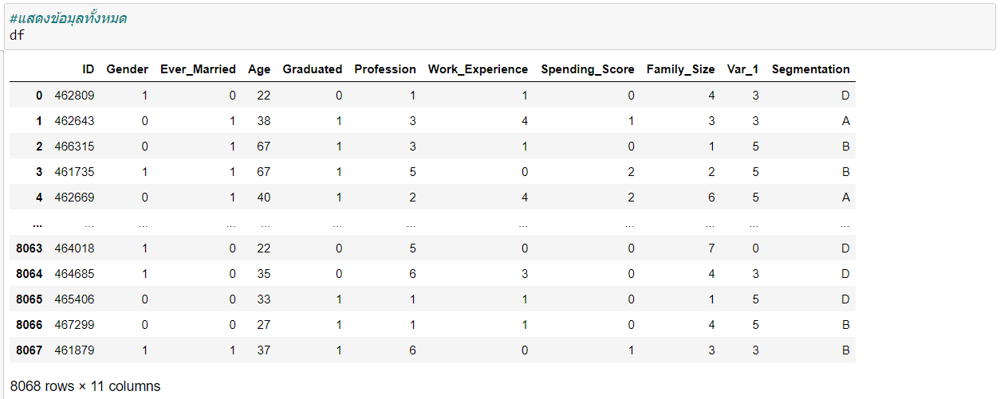 #แสดงข้อมุลทั้งหมด
df
ID Gender Ever_Married Age Graduated Profession Work_Experience Spending_Score Family_Size Var_1 Segmentation
0 462809 1 0 22 0 1 1 0 4 3 D
1 462643 0 1 38 1 3 4 1 3 3 A
2 466315 0 1 67 1 3 1 0 1 5 B
3 461735 1 1 67 1 5 0 2 2 5 B
4 462669 0 1 40 1 2 4 2 6 5 A
... ... ... ... ... ... ... ... ... ... ... ...
8063 464018 1 0 22 0 5 0 0 7 0 D
8064 464685 1 0 35 0 6 3 0 4 3 D
8065 465406 0 0 33 1 1 1 0 1 5 D
8066 467299 0 0 27 1 1 1 0 4 5 B
8067 461879 1 1 37 1 6 0 1 3 3 B
8068 rows × 11 columns